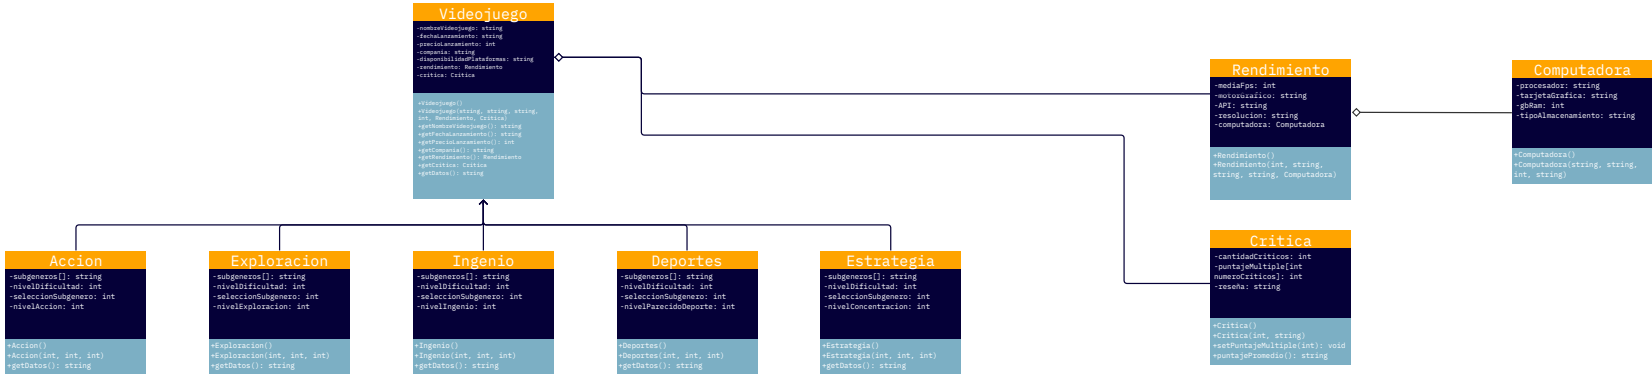 Videojuego
-nombreVideojuego: string
-fechaLanzamiento: string
-precioLanzamiento: int
-compania: string
-disponibilidadPlataformas: string
-rendimiento: Rendimiento
-critica: Critica
+Videojuego()
+Videojuego(string, string, string,
int, Rendimiento, Critica)
+getNombreVideojuego(): string
+getFechaLanzamiento(): string
+getPrecioLanzamiento(): int
+getCompania(): string
+getRendimiento(): Rendimiento
+getCritica: Critica
+getDatos(): string
Rendimiento
-mediaFps: int
-motorGrafico: string
-API: string
-resolucion: string
-computadora: Computadora
+Rendimiento()
+Rendimiento(int, string,
string, string, Computadora)
Computadora
-procesador: string
-tarjetaGrafica: string
-gbRam: int
-tipoAlmacenamiento: string
+Computadora()
+Computadora(string, string,
int, string)
Critica
-cantidadCriticos: int
-puntajeMultiple[int
numeroCriticos]: int
-reseña: string
+Critica()
+Critica(int, string)
+setPuntajeMultiple(int): void
+puntajePromedio(): string
Accion
-subgeneros[]: string
-nivelDificultad: int
-seleccionSubgenero: int
-nivelAccion: int
+Accion()
+Accion(int, int, int)
+getDatos(): string
Exploracion
-subgeneros[]: string
-nivelDificultad: int
-seleccionSubgenero: int
-nivelExploracion: int
+Exploracion()
+Exploracion(int, int, int)
+getDatos(): string
Ingenio
-subgeneros[]: string
-nivelDificultad: int
-seleccionSubgenero: int
-nivelIngenio: int
+Ingenio()
+Ingenio(int, int, int)
+getDatos(): string
Deportes
-subgeneros[]: string
-nivelDificultad: int
-seleccionSubgenero: int
-nivelParecidoDeporte: int
+Deportes()
+Deportes(int, int, int)
+getDatos(): string
Estrategia
-subgeneros[]: string
-nivelDificultad: int
-seleccionSubgenero: int
-nivelConcentracion: int
+Estrategia()
+Estrategia(int, int, int)
+getDatos(): string